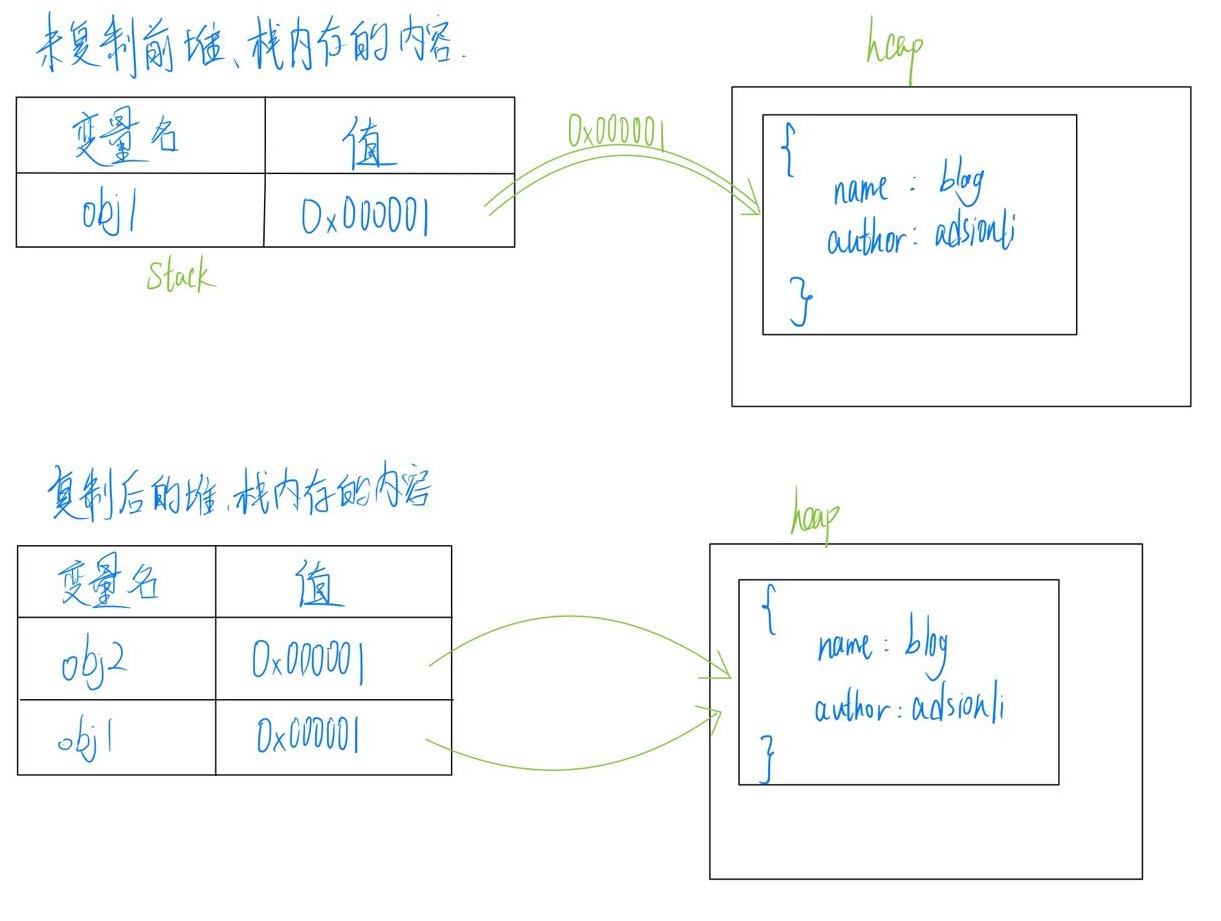 未复制前堆、栈内存的内容.
heap
变量名 值
0x000001
obj1 0x000001
Stack
{
name : blog
author: adsionli
}
复制后的堆、栈内存的内容
heap
变量名 值
obj2 0x000001
obj1 0x000001
{
name : blog
author: adsionli
}